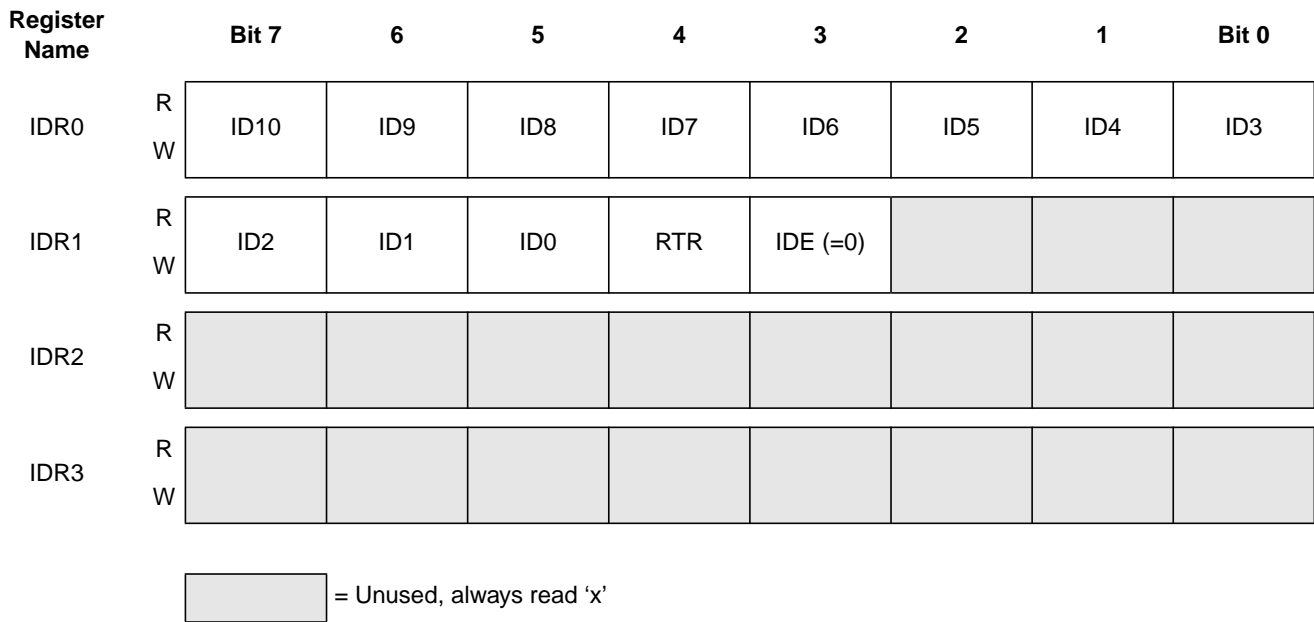 Register Name Bit 7 6 5 4 3 2 1 Bit 0
IDR0 R W ID10 ID9 ID8 ID7 ID6 ID5 ID4 ID3
IDR1 R W ID2 ID1 ID0 RTR IDE (=0)
IDR2 R W
IDR3 R W
= Unused, always read ‘x’